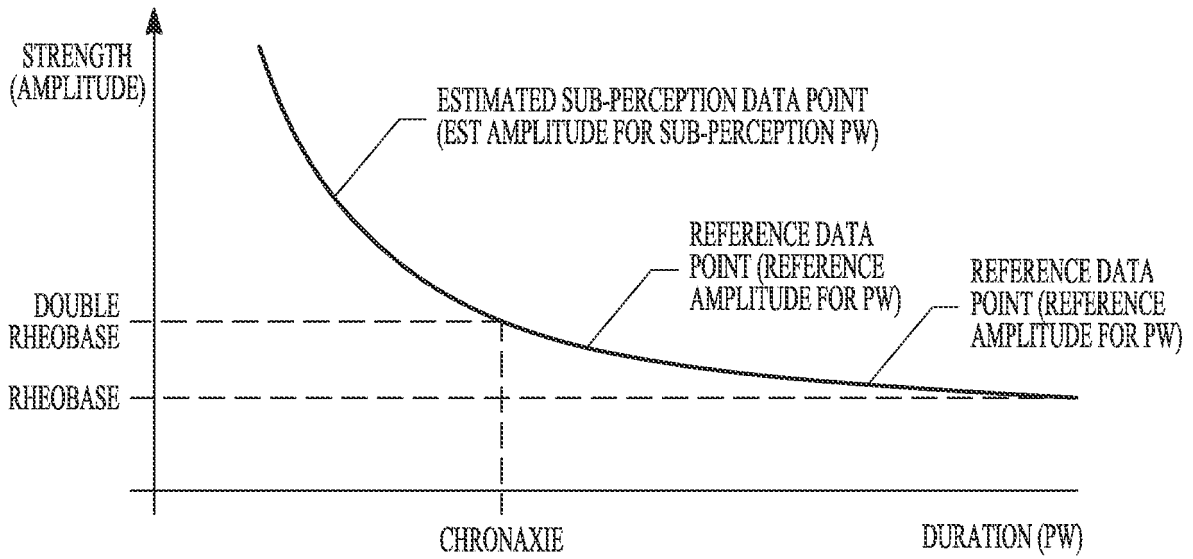 STRENGTH
(AMPLITUDE)
ESTIMATED SUB-PERCEPTION DATA POINT
(EST AMPLITUDE FOR SUB-PERCEPTION PW)
REFERENCE DATA
POINT (REFERENCE
AMPLITUDE FOR PW)
REFERENCE DATA
POINT (REFERENCE
AMPLITUDE FOR PW)
DOUBLE
RHEOBASE
RHEOBASE
CHRONAXIE
DURATION (PW)